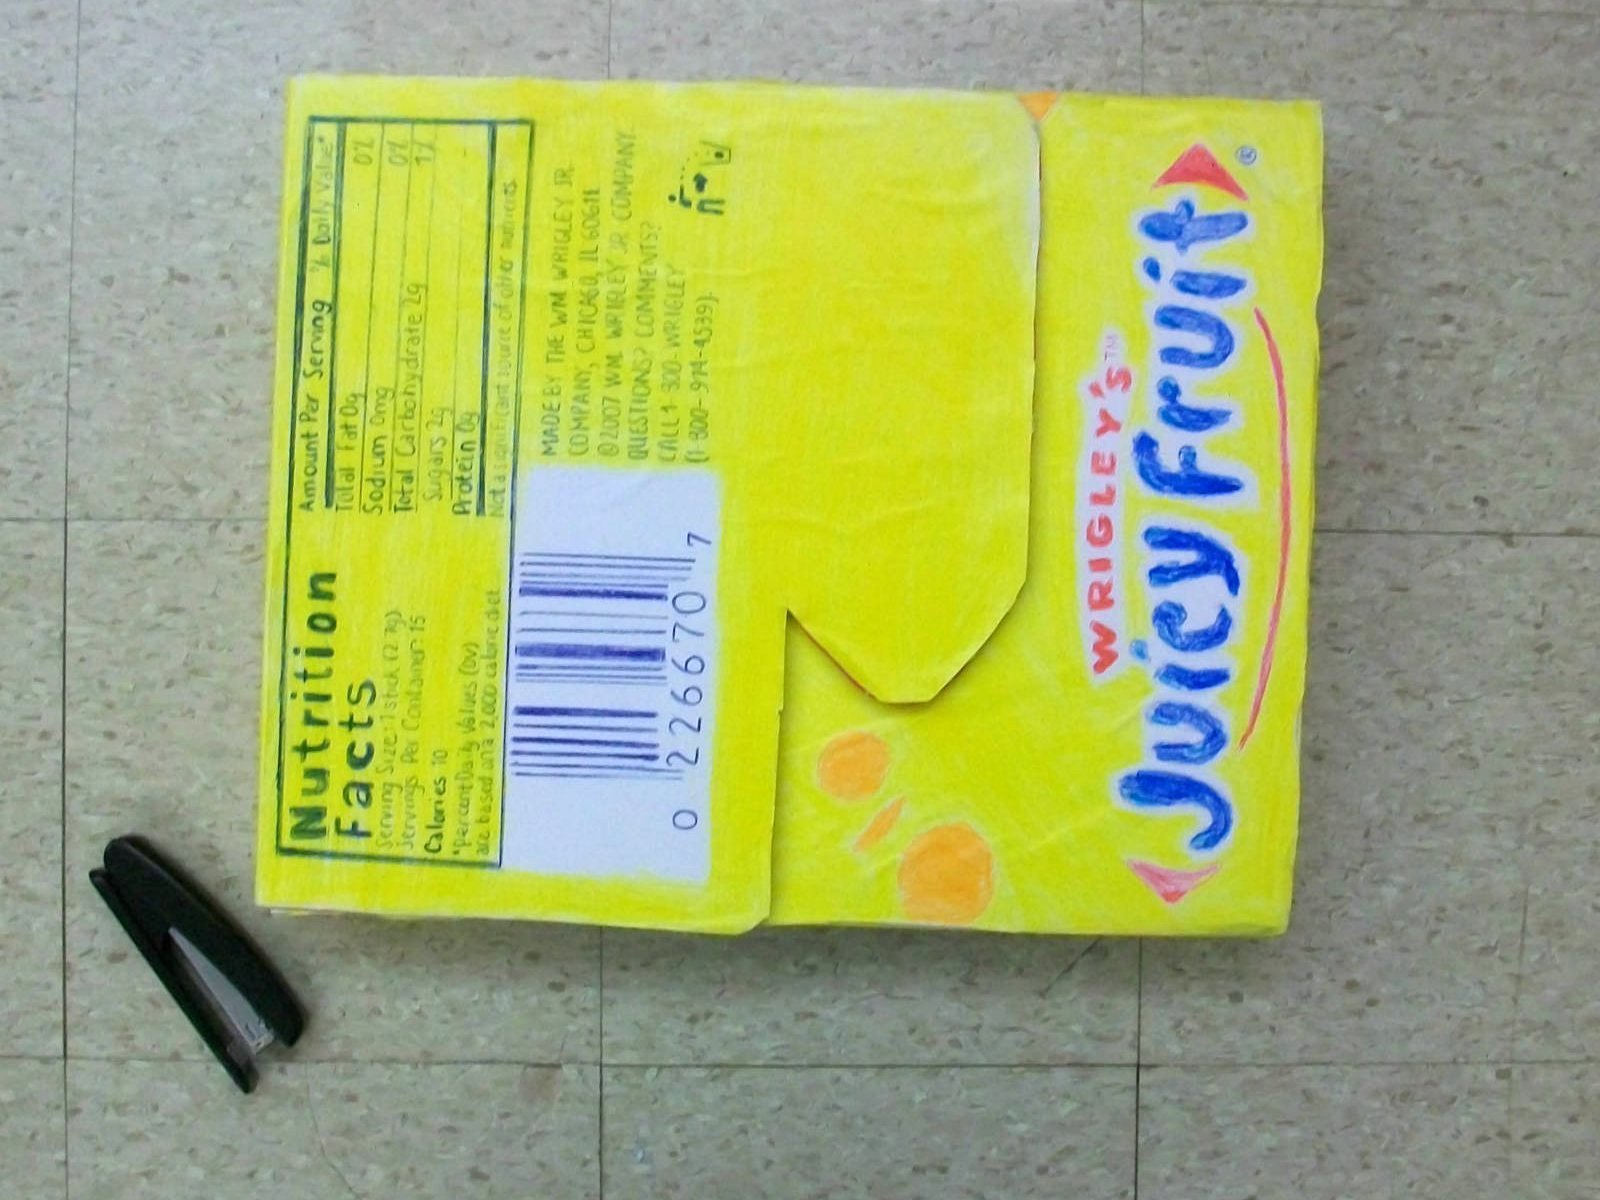 Nutrition
Facts
Serving Size: 1 stick (2.7g)
Servings Per Container 15
Calories 10
*Percent Daily Values (DV)
are based on a 2,000 calorie diet
Amount Per Serving % Daily Value*
Total Fat 0g 0%
Sodium 0mg 0%
Total Carbohydrate 2g 1%
Sugars 2g
Protein 0g
Not a significant source of other nutrients
0 22667 0 7
MADE BY THE WM. WRIGLEY JR.
COMPANY, CHICAGO, IL 60611
©2007 WM. WRIGLEY JR. COMPANY.
QUESTIONS? COMMENTS?
CALL 1-300-WRIGLEY
(1-800-974-4539).
WRIGLEY'S™
Juicy Fruit®